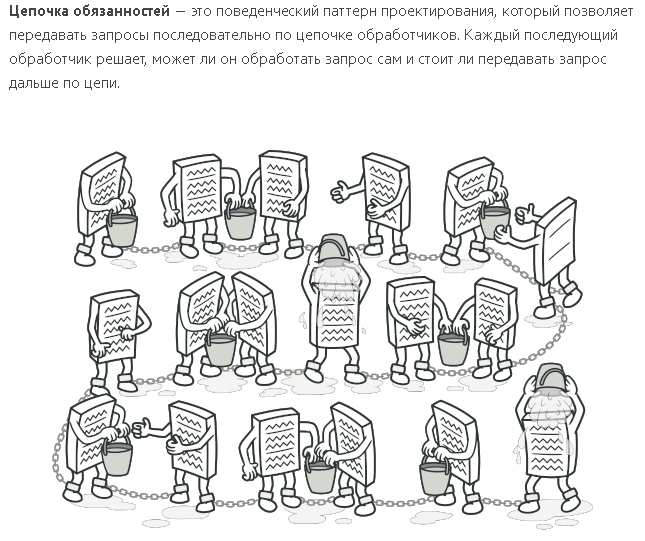 Цепочка обязанностей — это поведенческий паттерн проектирования, который позволяет
передавать запросы последовательно по цепочке обработчиков. Каждый последующий
обработчик решает, может ли он обработать запрос сам и стоит ли передавать запрос
дальше по цепи.